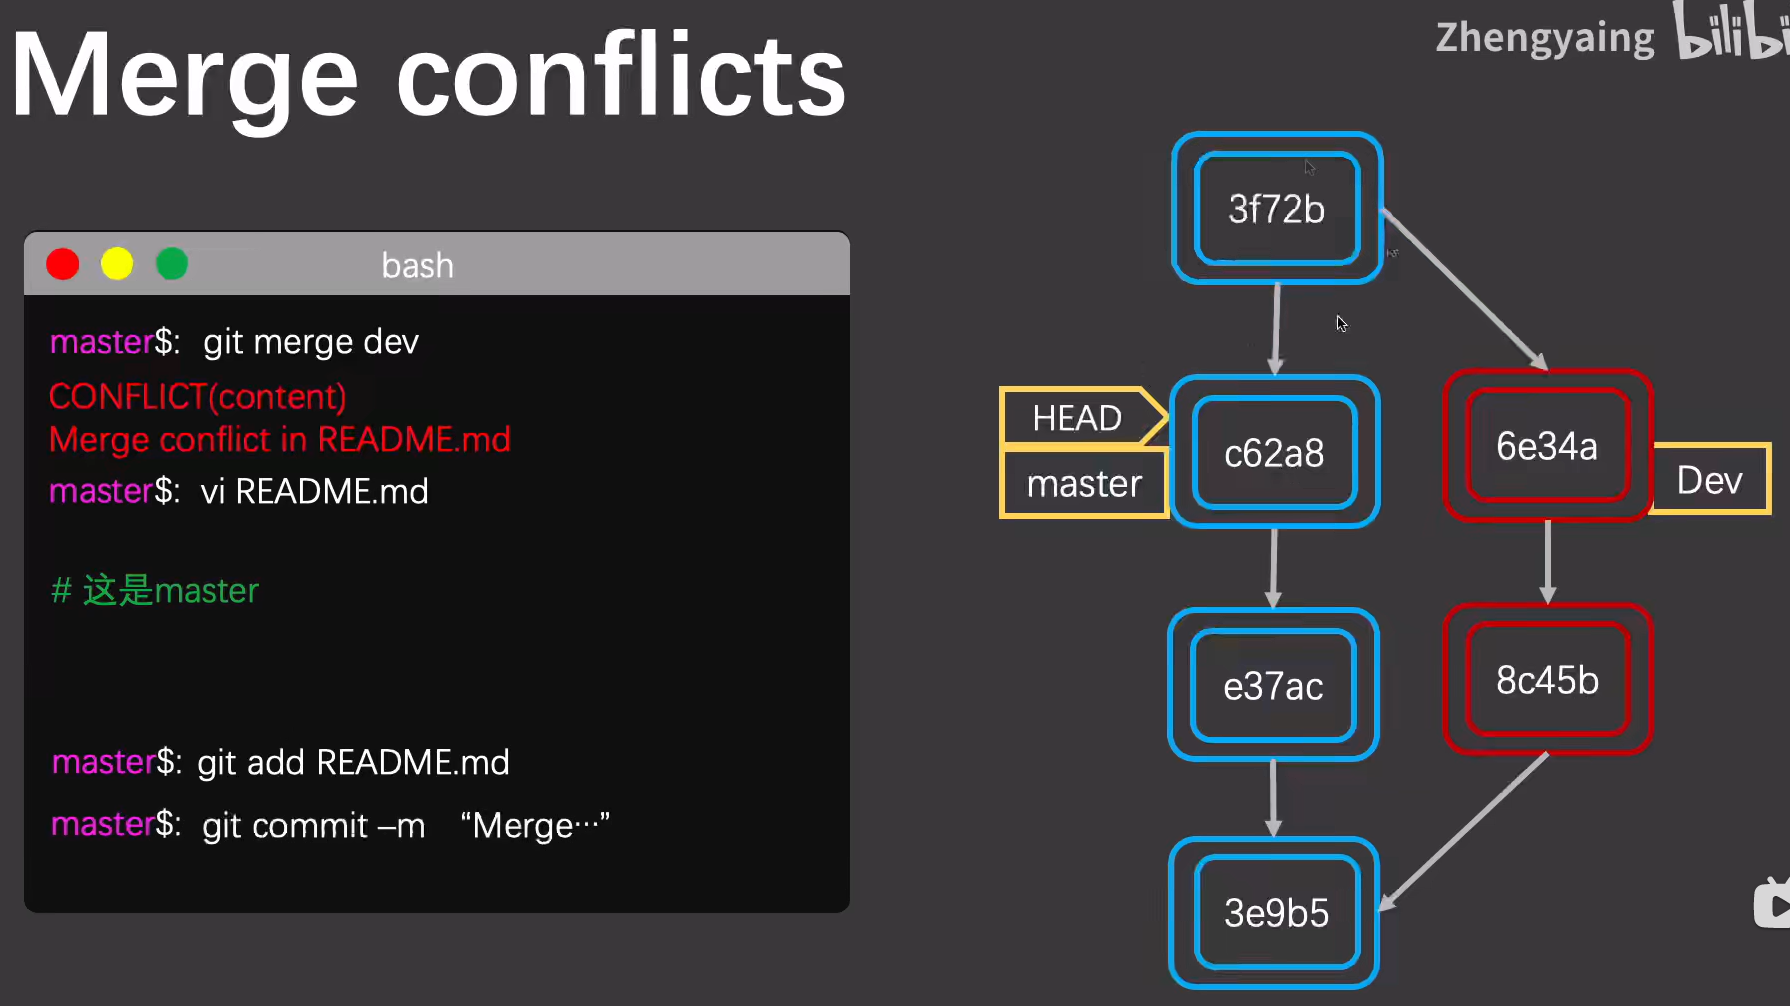 Merge conflicts
Zhengyaing bilibi
bash
master$: git merge dev
CONFLICT(content)
Merge conflict in README.md
master$: vi README.md
# 这是master
master$: git add README.md
master$: git commit –m “Merge···”
3f72b
HEAD
master
c62a8
6e34a
Dev
e37ac
8c45b
3e9b5